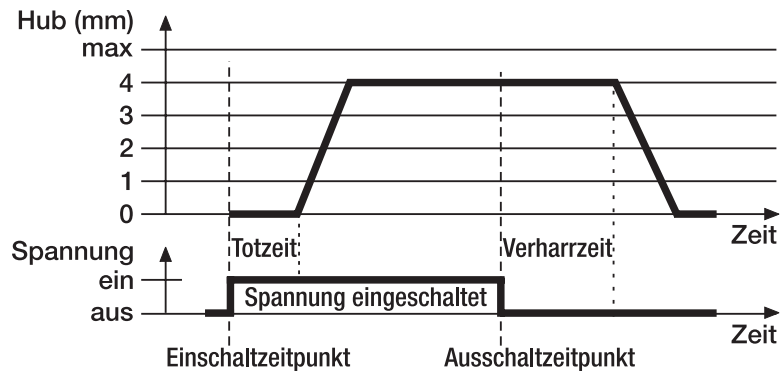 Hub (mm)
max
4
3
2
1
0
Zeit
Totzeit
Verharrzeit
Spannung
ein
aus
Spannung eingeschaltet
Zeit
Einschaltzeitpunkt
Ausschaltzeitpunkt